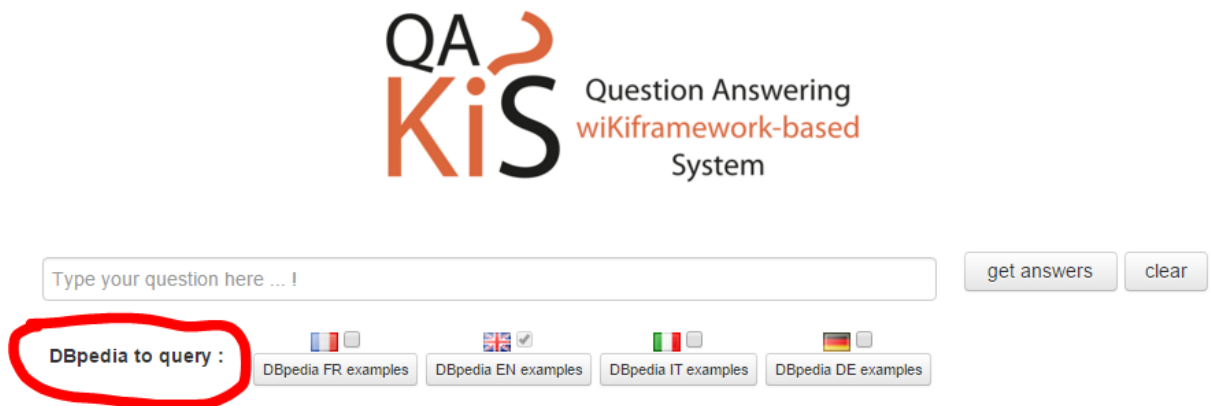 QA
KiS
Question Answering
wiKiframework-based
System
Type your question here ... !
get answers
clear
DBpedia to query :
DBpedia FR examples
DBpedia EN examples
DBpedia IT examples
DBpedia DE examples